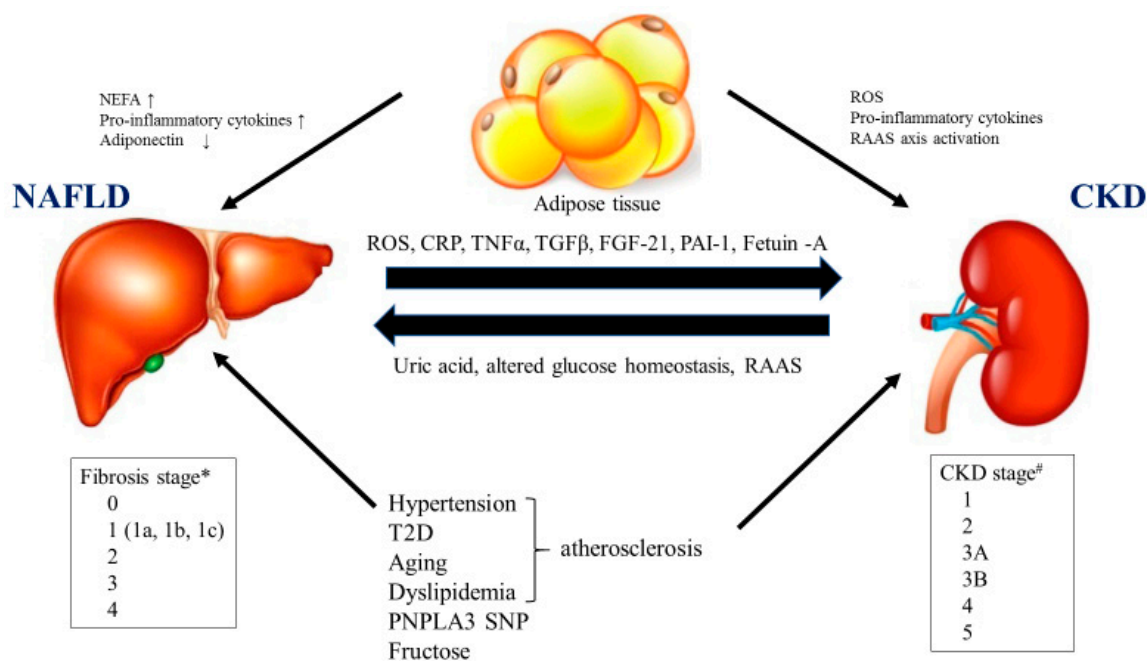 NEFA ↑
Pro-inflammatory cytokines ↑
Adiponectin ↓
ROS
Pro-inflammatory cytokines
RAAS axis activation
NAFLD
CKD
Adipose tissue
ROS, CRP, TNFα, TGFβ, FGF-21, PAI-1, Fetuin -A
Uric acid, altered glucose homeostasis, RAAS
Fibrosis stage*
0
1 (1a, 1b, 1c)
2
3
4
Hypertension
T2D
Aging
Dyslipidemia
PNPLA3 SNP
Fructose
atherosclerosis
CKD stage#
1
2
3A
3B
4
5